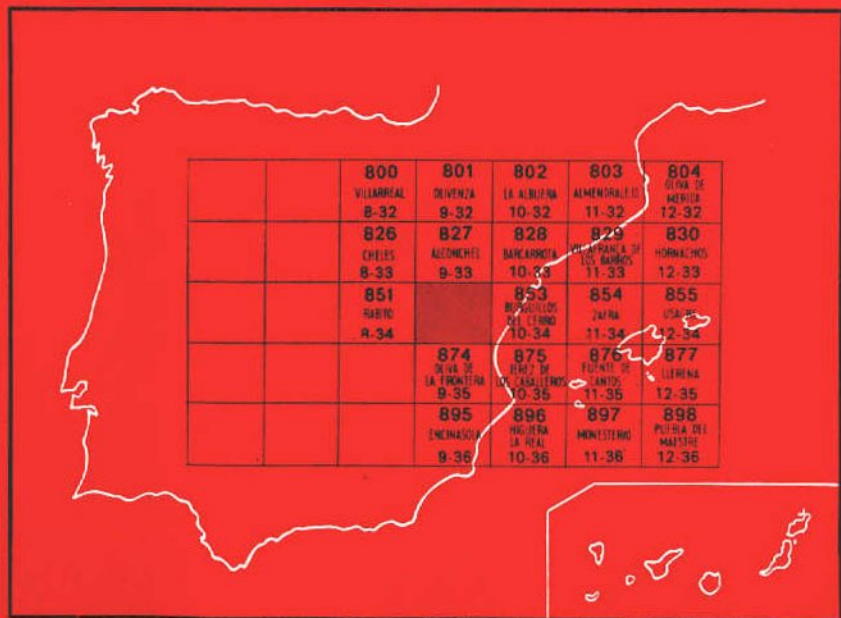 800 801 802 803 804
VILLARREAL OLIVENZA LA ALBUERA ALMENDRALEJO OLIVA DE
MERIDA
8-32 9-32 10-32 11-32 12-32
826 827 828 829 830
CHELES ALCONCHEL BARCARROTA VILLAFRANCA DE HORNACHOS
LOS BARROS
8-33 9-33 10-33 11-33 12-33
851 853 854 855
RABITO BURGUILLOS ZAFRA USAGRE
DEL CERRO
8-34 10-34 11-34 12-34
874 875 876 877
OLIVA DE JEREZ DE FUENTE DE LLERENA
LA FRONTERA LOS CABALLEROS CANTOS
9-35 10-35 11-35 12-35
895 896 897 898
ENCINASOLA HIGUERA MONESTERIO PUEBLA DEL
LA REAL MAESTRE
9-36 10-36 11-36 12-36